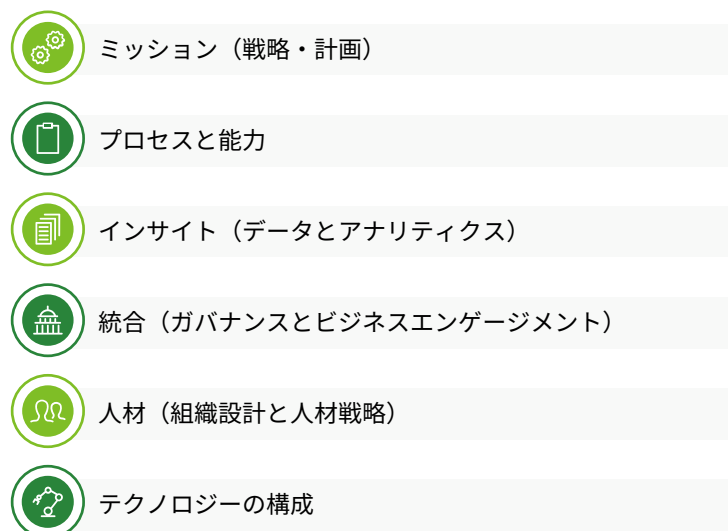 ミッション（戦略・計画）
プロセスと能力
インサイト（データとアナリティクス）
統合（ガバナンスとビジネスエンゲージメント）
人材（組織設計と人材戦略）
テクノロジーの構成